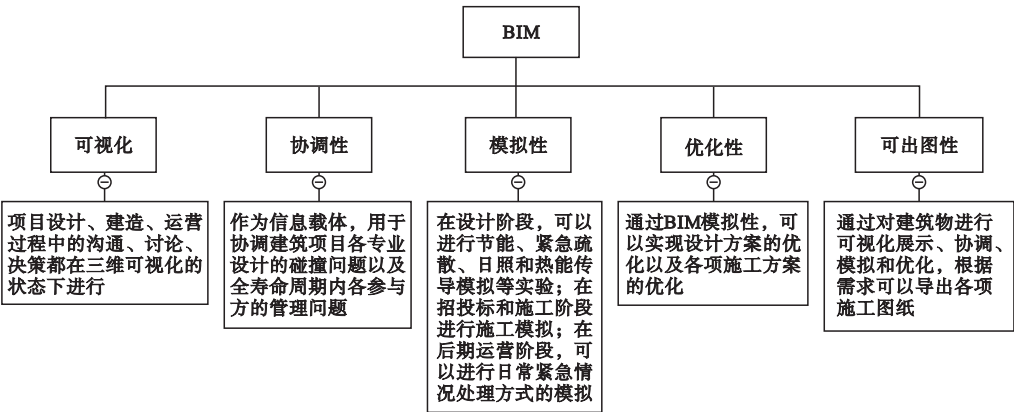 BIM
可视化
协调性
模拟性
优化性
可出图性
项目设计、建造、运营
过程中的沟通、讨论、
决策都在三维可视化的
状态下进行
作为信息载体，用于
协调建筑项目各专业
设计的碰撞问题以及
全寿命周期内各参与
方的管理问题
在设计阶段，可以
进行节能、紧急疏
散、日照和热能传
导模拟等实验；在
招投标和施工阶段
进行施工模拟；在
后期运营阶段，可
以进行日常紧急情
况处理方式的模拟
通过BIM模拟性，可
以实现设计方案的优
化以及各项施工方案
的优化
通过对建筑物进行
可视化展示、协调、
模拟和优化，根据
需求可以导出各项
施工图纸